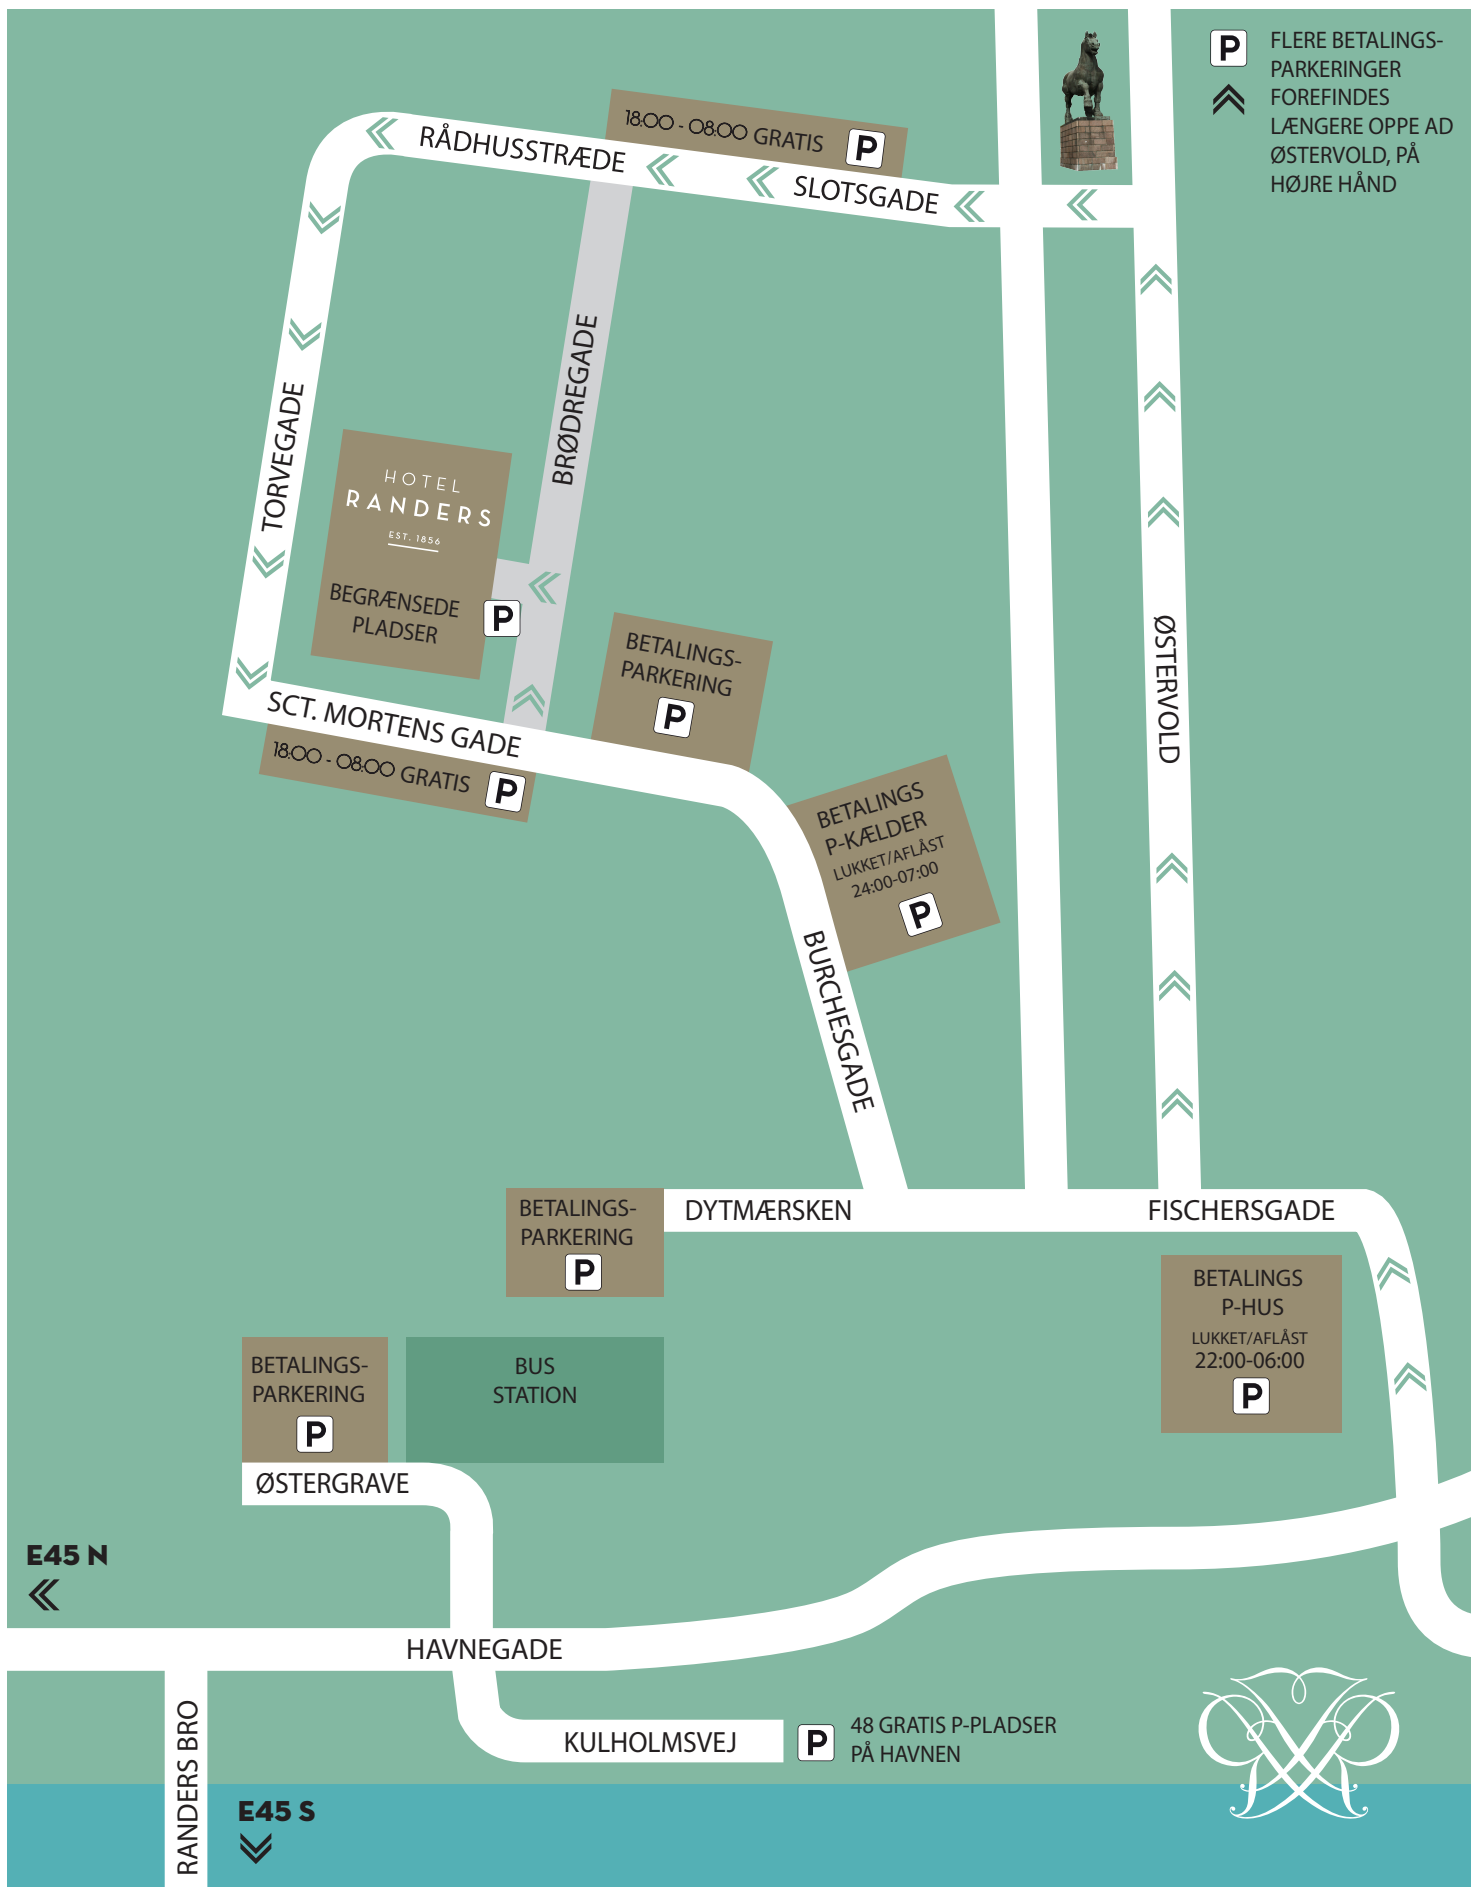 P
FLERE BETALINGS-
PARKERINGER
FOREFINDES
LÆNGERE OPPE AD
ØSTERVOLD, PÅ
HØJRE HÅND
18:00 - 08:00 GRATIS P
RÅDHUSSTRÆDE
SLOTSGADE
BRØDREGADE
TORVEGADE
HOTEL
RANDERS
EST. 1856
BEGRÆNSEDE
PLADSER
P
BETALINGS-
PARKERING
P
ØSTERVOLD
SCT. MORTENS GADE
18:00 - 08:00 GRATIS P
BETALINGS
P-KÆLDER
LUKKET/AFLÅST
24:00-07:00
P
BURCHESGADE
BETALINGS-
PARKERING
P
DYTMÆRSKEN
FISCHERSGADE
BETALINGS
P-HUS
LUKKET/AFLÅST
22:00-06:00
P
BETALINGS-
PARKERING
P
BUS
STATION
ØSTERGRAVE
E45 N
HAVNEGADE
RANDERS BRO
KULHOLMSVEJ
P
48 GRATIS P-PLADSER
PÅ HAVNEN
E45 S